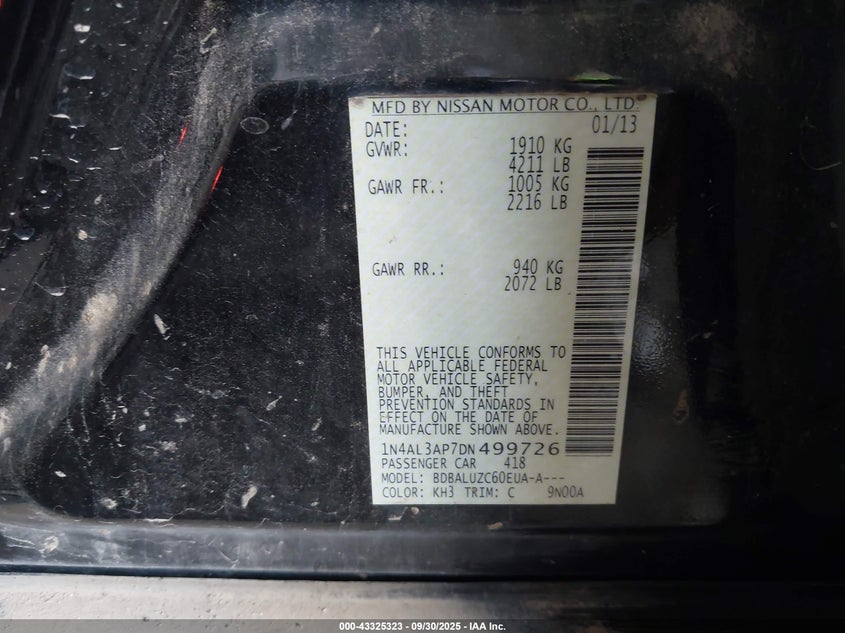 MFD BY NISSAN MOTOR CO., LTD.
DATE: 01/13
GVWR: 1910 KG
4211 LB
GAWR FR.: 1005 KG
2216 LB
GAWR RR.: 940 KG
2072 LB
THIS VEHICLE CONFORMS TO
ALL APPLICABLE FEDERAL
MOTOR VEHICLE SAFETY,
BUMPER, AND THEFT
PREVENTION STANDARDS IN
EFFECT ON THE DATE OF
MANUFACTURE SHOWN ABOVE.
1N4AL3AP7DN499726
PASSENGER CAR 418
MODEL: BDBALUZC60EUA-A---
COLOR: KH3 TRIM: C 9N00A
000-43325323 | 09/30/2025 - IAA Inc.